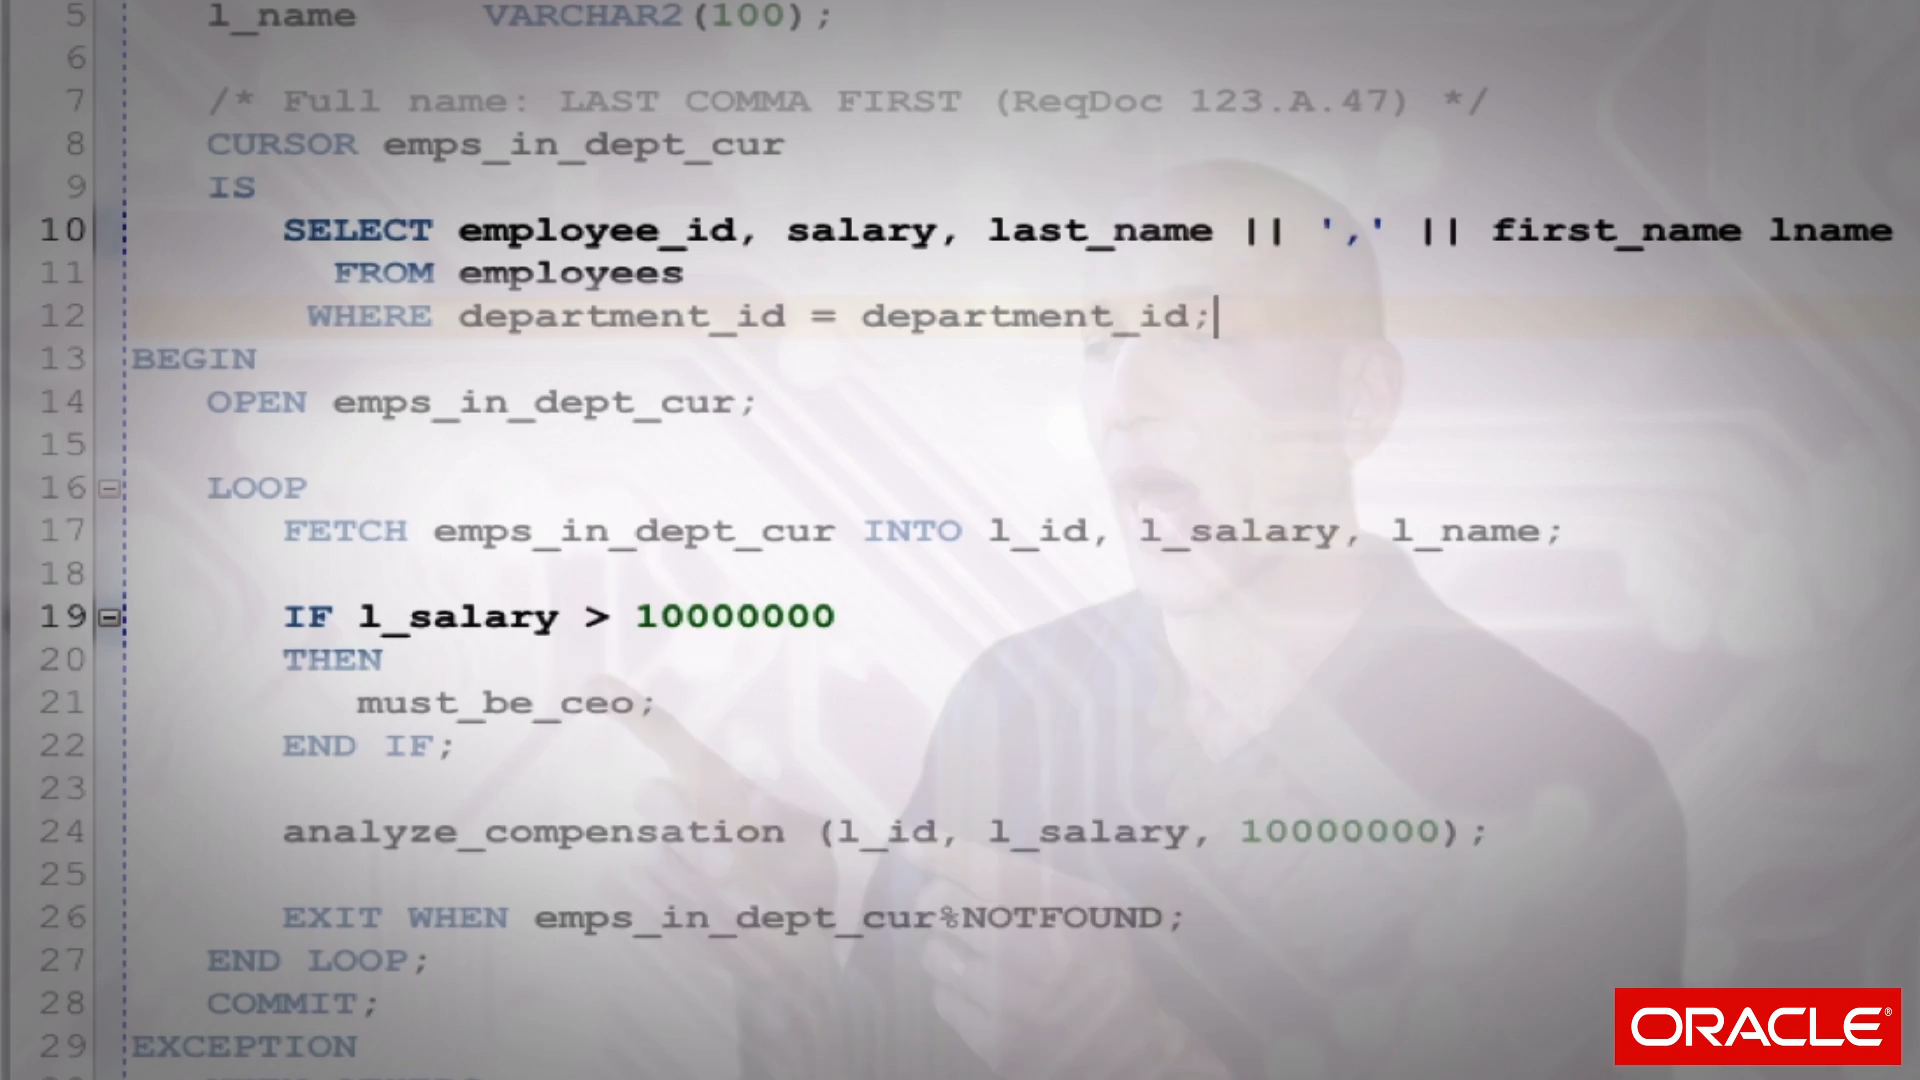 5 l_name VARCHAR2(100);
6
7 /* Full name: LAST COMMA FIRST (ReqDoc 123.A.47) */
8 CURSOR emps_in_dept_cur
9 IS
10 SELECT employee_id, salary, last_name || ',' || first_name lname
11 FROM employees
12 WHERE department_id = department_id;
13 BEGIN
14 OPEN emps_in_dept_cur;
15
16 LOOP
17 FETCH emps_in_dept_cur INTO l_id, l_salary, l_name;
18
19 IF l_salary > 10000000
20 THEN
21 must_be_ceo;
22 END IF;
23
24 analyze_compensation (l_id, l_salary, 10000000);
25
26 EXIT WHEN emps_in_dept_cur%NOTFOUND;
27 END LOOP;
28 COMMIT;
29 EXCEPTION
ORACLE®